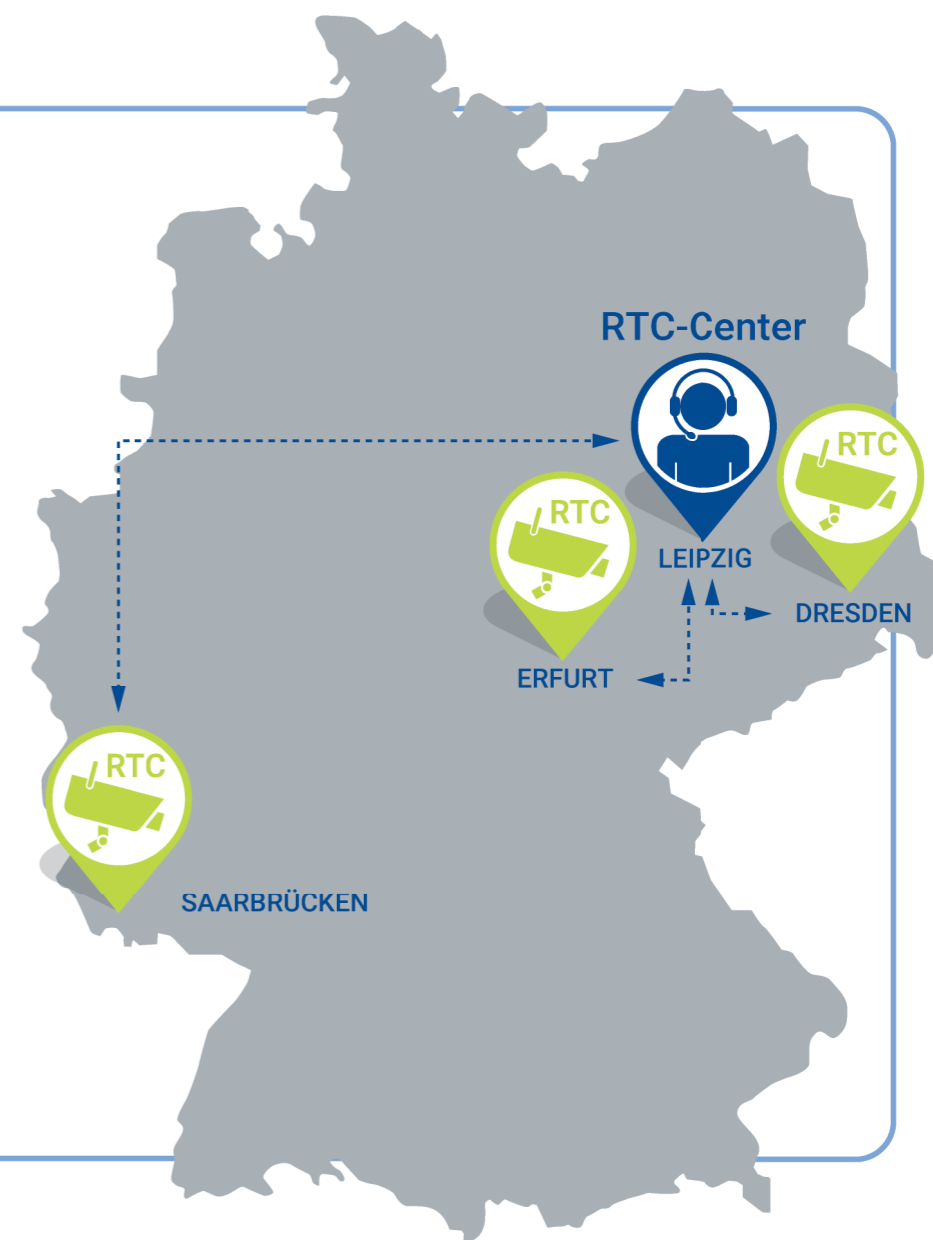 RTC-Center
RTC
RTC
LEIPZIG
DRESDEN
ERFURT
RTC
SAARBRÜCKEN